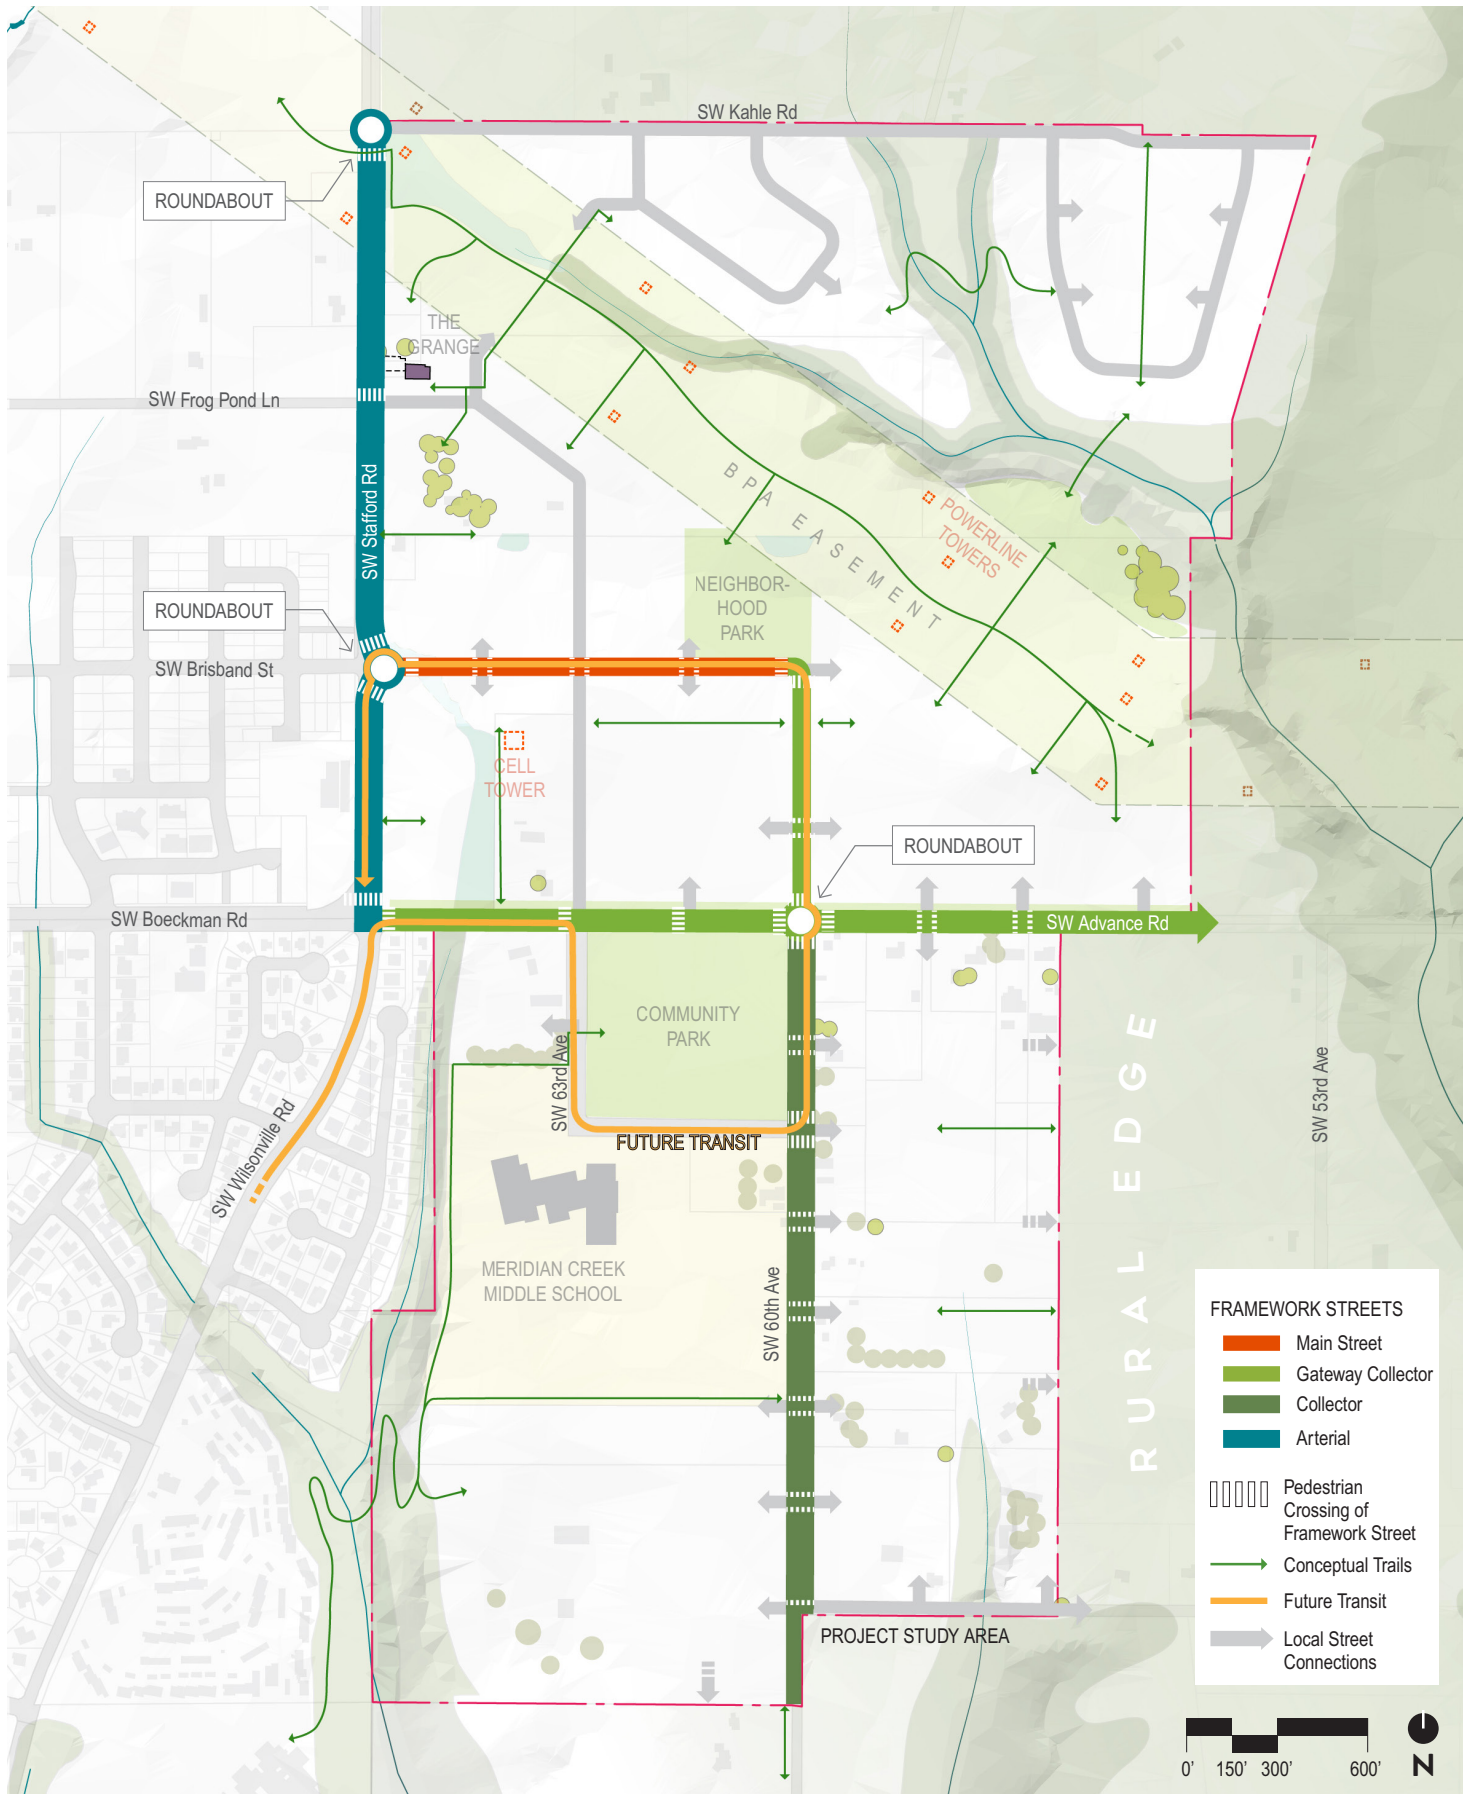 SW Kahle Rd
ROUNDABOUT
THE
GRANGE
SW Frog Pond Ln
SW Stafford Rd
BPA EASEMENT
POWERLINE
TOWERS
NEIGHBOR-
HOOD
PARK
ROUNDABOUT
SW Brisband St
CELL
TOWER
ROUNDABOUT
SW Boeckman Rd
SW Advance Rd
COMMUNITY
PARK
SW 63rd Ave
FUTURE TRANSIT
SW Wilsonville Rd
MERIDIAN CREEK
MIDDLE SCHOOL
SW 60th Ave
RURAL EDGE
SW 53rd Ave
PROJECT STUDY AREA
FRAMEWORK STREETS
Main Street
Gateway Collector
Collector
Arterial
Pedestrian
Crossing of
Framework Street
Conceptual Trails
Future Transit
Local Street
Connections
0' 150' 300' 600'
N